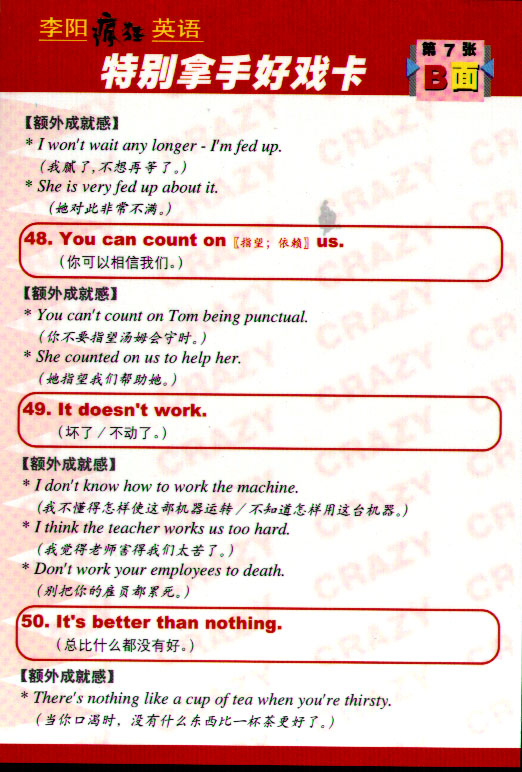 李阳疯狂英语
特别拿手好戏卡
第7张
B面
【额外成就感】
* I won't wait any longer - I'm fed up.
（我腻了,不想再等了。）
* She is very fed up about it.
（她对此非常不满。）
48. You can count on〖指望；依赖〗us.
（你可以相信我们。）
【额外成就感】
* You can't count on Tom being punctual.
（你不要指望汤姆会守时。）
* She counted on us to help her.
（她指望我们帮助她。）
49. It doesn't work.
（坏了／不动了。）
【额外成就感】
* I don't know how to work the machine.
（我不懂得怎样使这部机器运转／不知道怎样用这台机器。）
* I think the teacher works us too hard.
（我觉得老师害得我们太苦了。）
* Don't work your employees to death.
（别把你的雇员都累死。）
50. It's better than nothing.
（总比什么都没有好。）
【额外成就感】
* There's nothing like a cup of tea when you're thirsty.
（当你口渴时，没有什么东西比一杯茶更好了。）
CRAZY